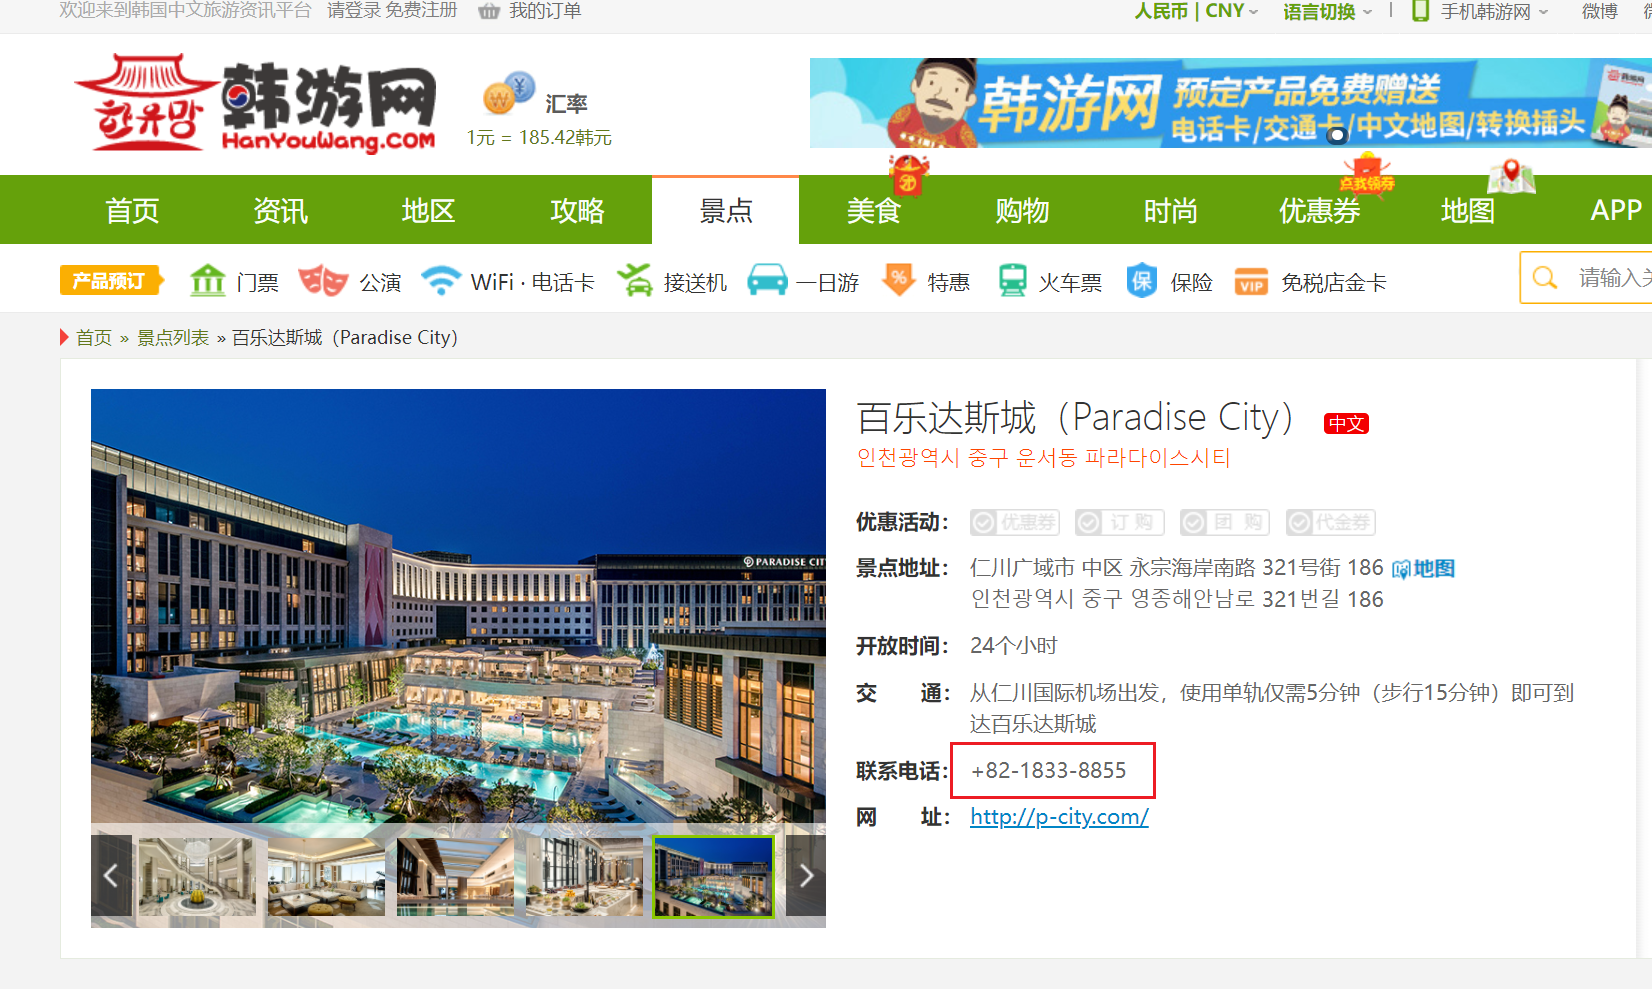 欢迎来到韩国中文旅游资讯平台 请登录 免费注册 我的订单 人民币 | CNY 语言切换 | 手机韩游网 微博
한유망 韩游网 HanYouWang.com
汇率
1元 = 185.42韩元
韩游网 预定产品免费赠送
电话卡/交通卡/中文地图/转换插头
首页 资讯 地区 攻略 景点 美食 团 购物 时尚 优惠券 点我领券 地图 APP
产品预订 门票 公演 WiFi · 电话卡 接送机 一日游 % 特惠 火车票 保 保险 VIP 免税店金卡 请输入关
首页 » 景点列表 » 百乐达斯城（Paradise City）
PARADISE CIT
百乐达斯城（Paradise City） 中文
인천광역시 중구 운서동 파라다이스시티
优惠活动： 优惠券 订 购 团 购 代金券
景点地址： 仁川广域市 中区 永宗海岸南路 321号街 186 地图
인천광역시 중구 영종해안남로 321번길 186
开放时间： 24个小时
交 通： 从仁川国际机场出发，使用单轨仅需5分钟（步行15分钟）即可到
达百乐达斯城
联系电话： +82-1833-8855
网 址： http://p-city.com/